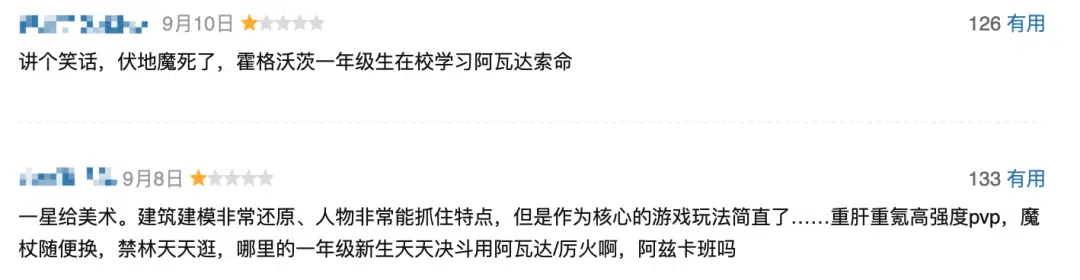 9月10日 126 有用
讲个笑话，伏地魔死了，霍格沃茨一年级生在校学习阿瓦达索命
9月8日 133 有用
一星给美术。建筑建模非常还原、人物非常能抓住特点，但是作为核心的游戏玩法简直了……重肝重氪高强度pvp，魔
杖随便换，禁林天天逛，哪里的一年级新生天天决斗用阿瓦达/厉火啊，阿兹卡班吗